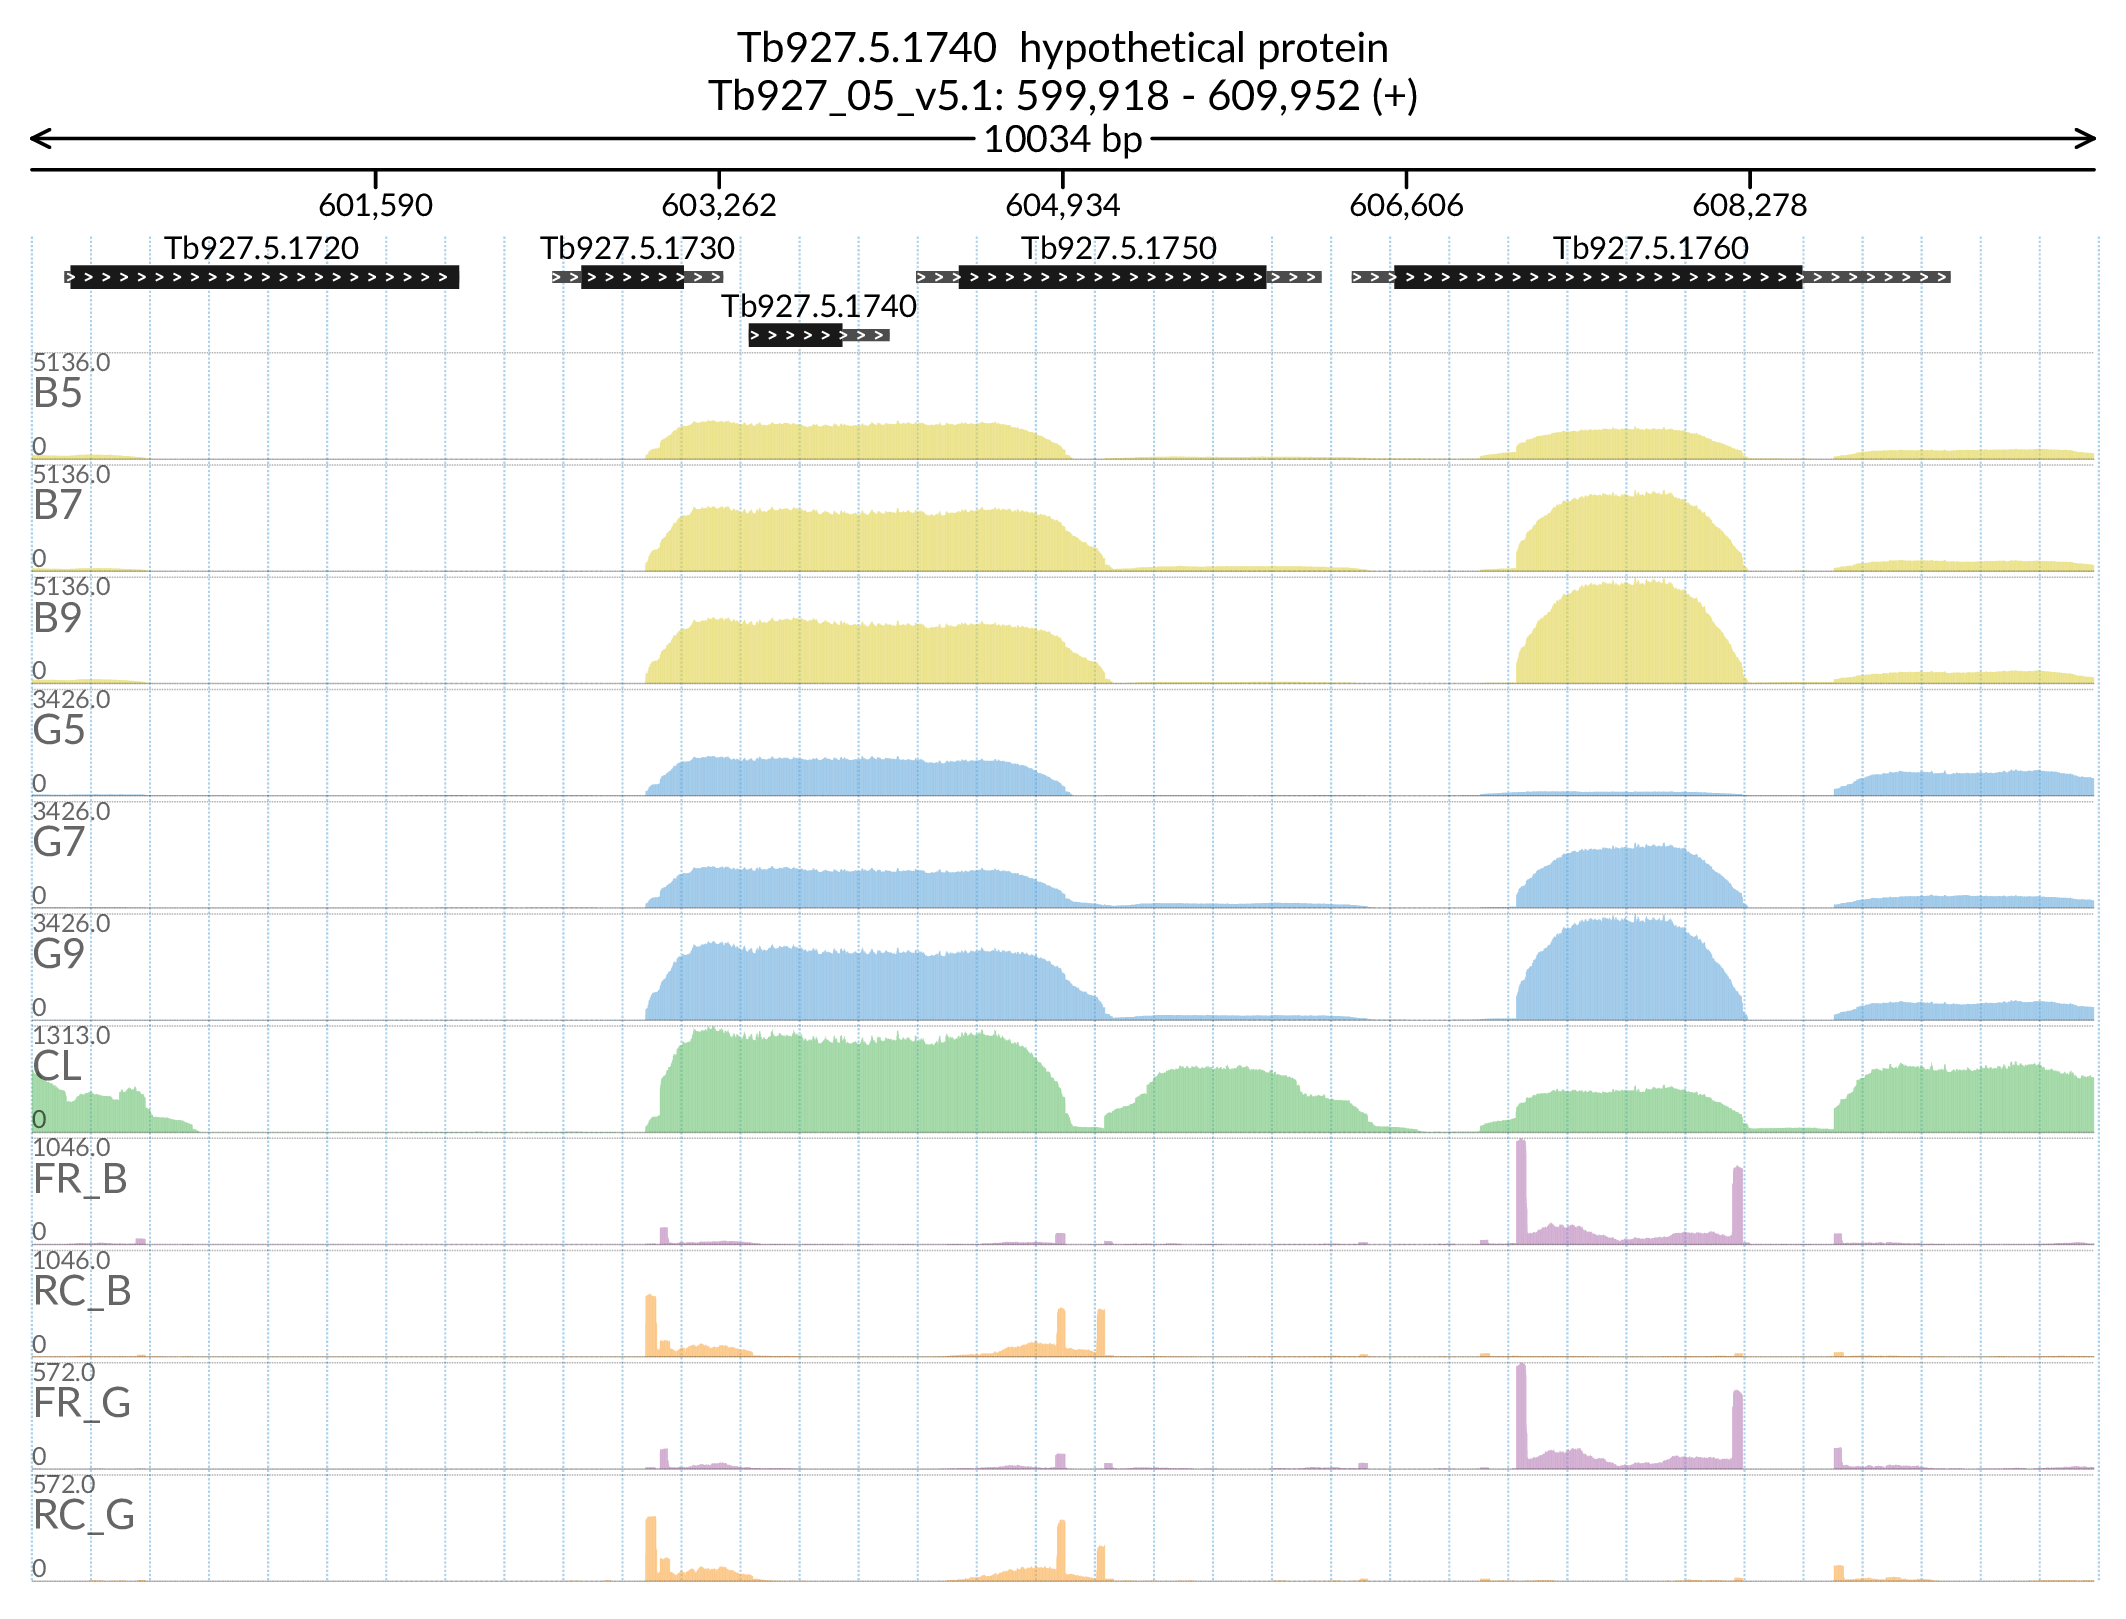 Tb927.5.1740  hypothetical protein
Tb927_05_v5.1: 599,918 - 609,952 (+)
10034 bp
601,590 603,262 604,934 606,606 608,278
Tb927.5.1720 Tb927.5.1730 Tb927.5.1750 Tb927.5.1760
Tb927.5.1740
5136.0
B5
0
5136.0
B7
0
5136.0
B9
0
3426.0
G5
0
3426.0
G7
0
3426.0
G9
0
1313.0
CL
0
1046.0
FR_B
0
1046.0
RC_B
0
572.0
FR_G
0
572.0
RC_G
0